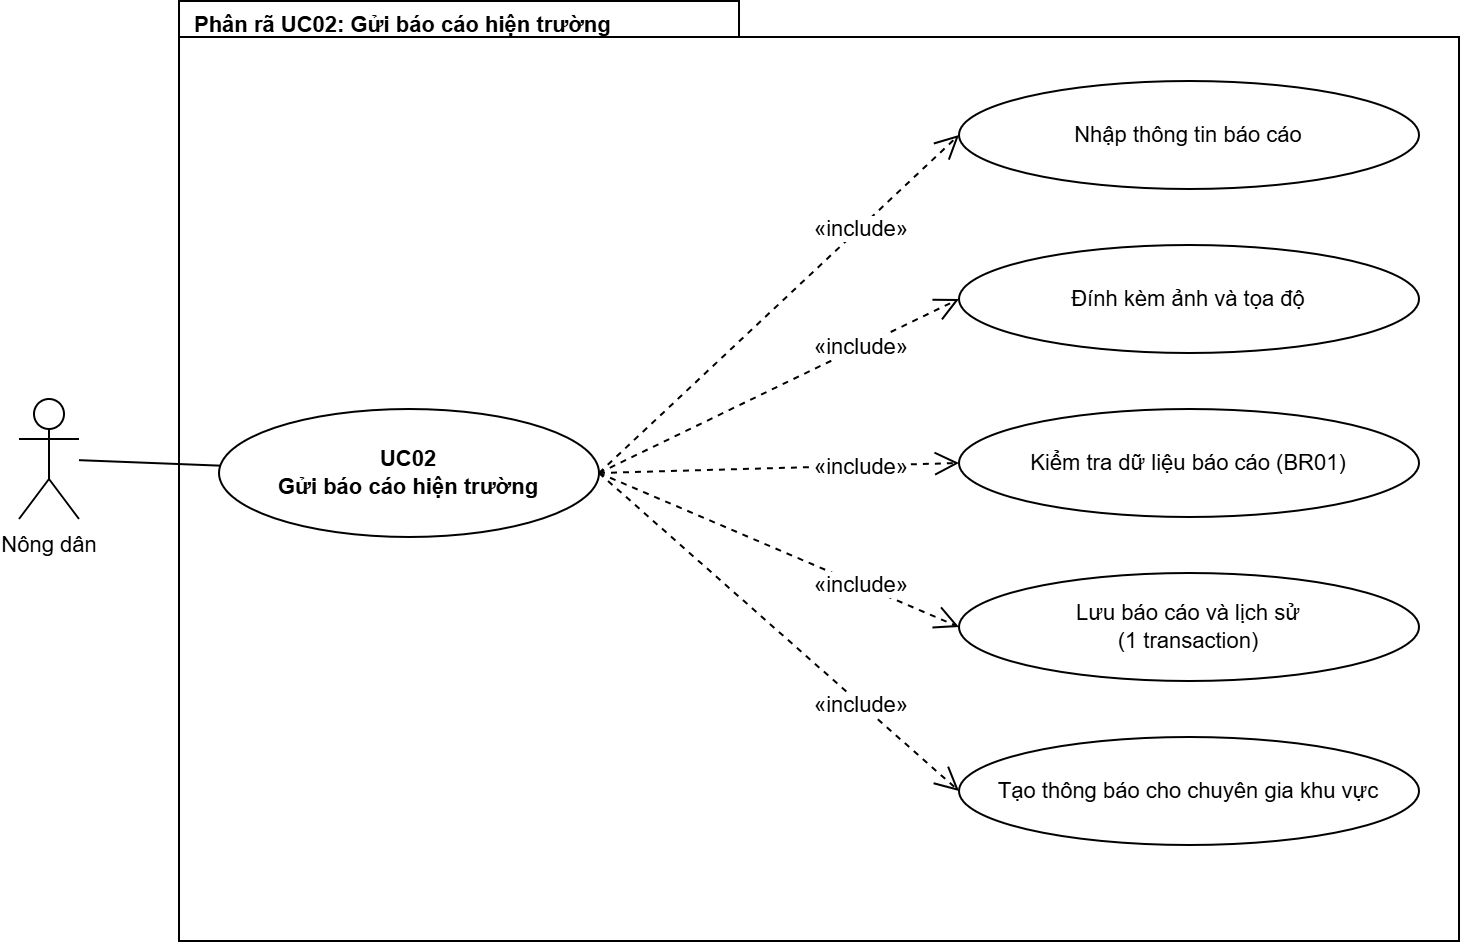 Phân rã UC02: Gửi báo cáo hiện trường
Nhập thông tin báo cáo
«include»
Đính kèm ảnh và tọa độ
«include»
UC02
Gửi báo cáo hiện trường
Nông dân
«include»
Kiểm tra dữ liệu báo cáo (BR01)
«include»
Lưu báo cáo và lịch sử
(1 transaction)
«include»
Tạo thông báo cho chuyên gia khu vực